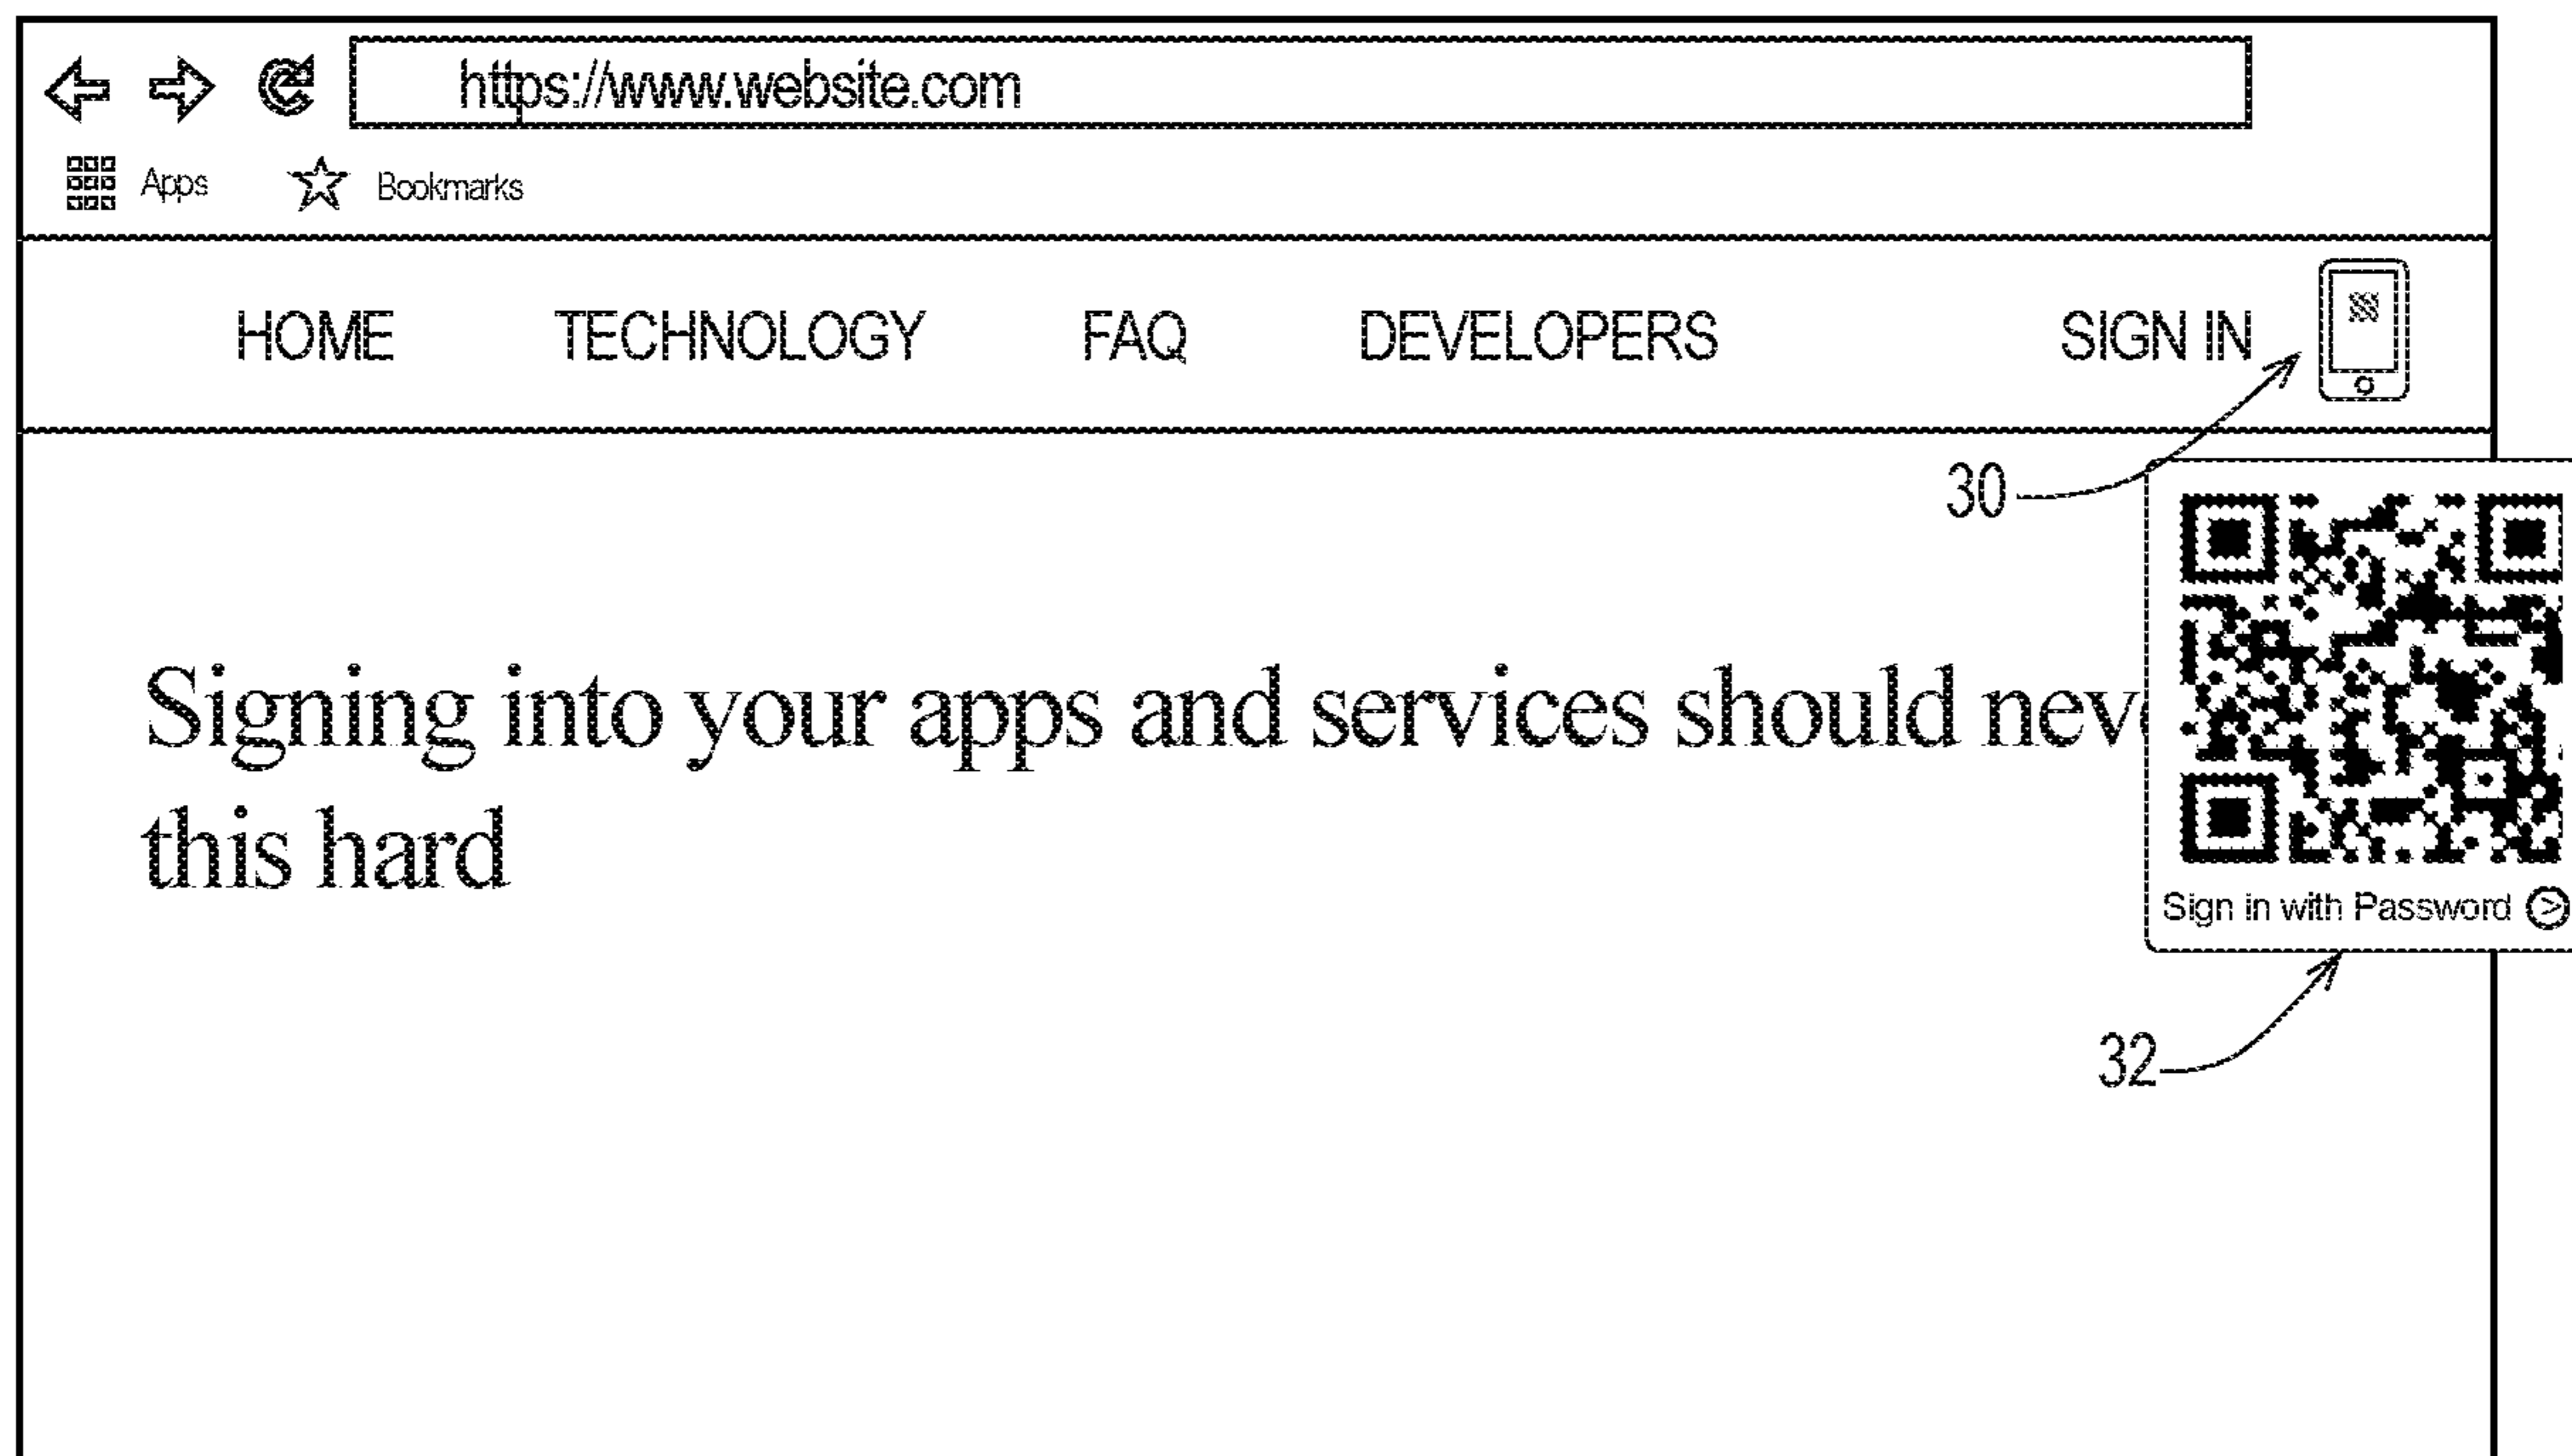 https://www.website.com
Apps Bookmarks
HOME TECHNOLOGY FAQ DEVELOPERS SIGN IN
30
Signing into your apps and services should
this hard
Sign in with Password
32